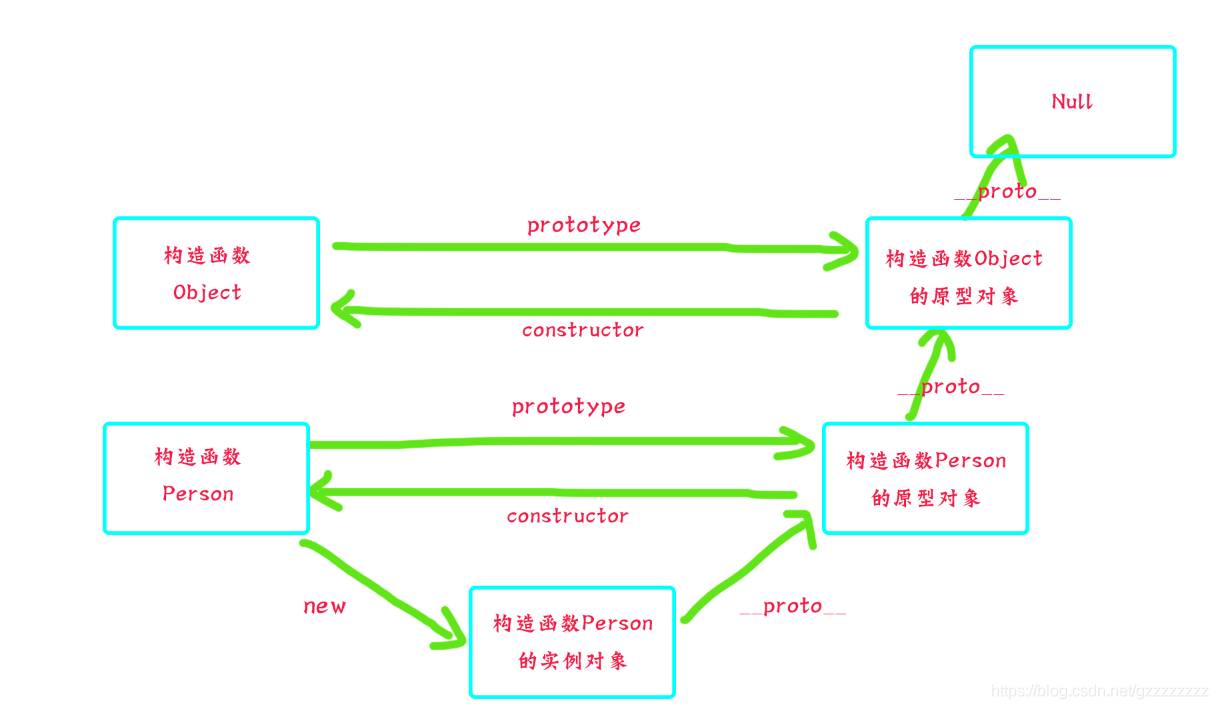 Null
__proto__
prototype
构造函数
Object
构造函数Object
的原型对象
constructor
__proto__
prototype
构造函数
Person
构造函数Person
的原型对象
constructor
new
__proto__
构造函数Person
的实例对象
https://blog.csdn.net/gzzzzzzzz